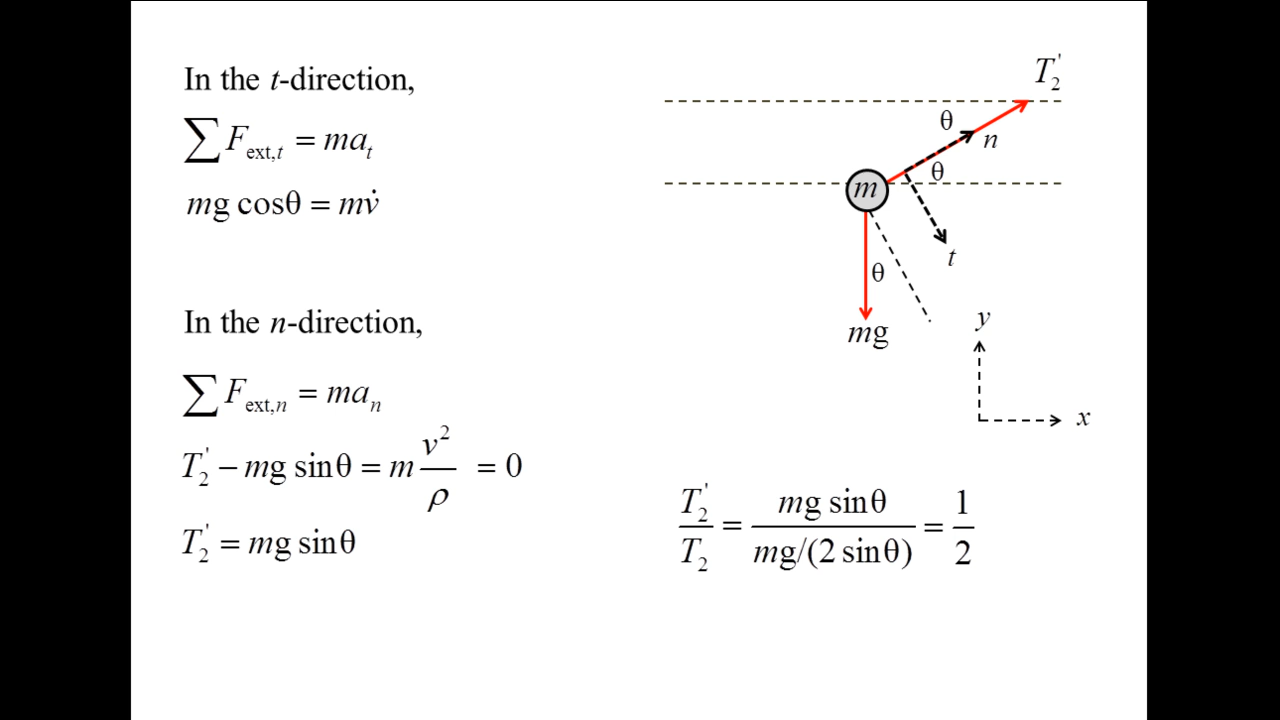 In the t-direction,
∑F_ext,t = ma_t
mg cosθ = mv̇
In the n-direction,
∑F_ext,n = ma_n
T₂' − mg sinθ = m v²/ρ = 0
T₂' = mg sinθ
T₂'
θ
n
θ
m
t
θ
mg
y
x
T₂'/T₂ = mg sinθ/(mg/(2 sinθ)) = 1/2